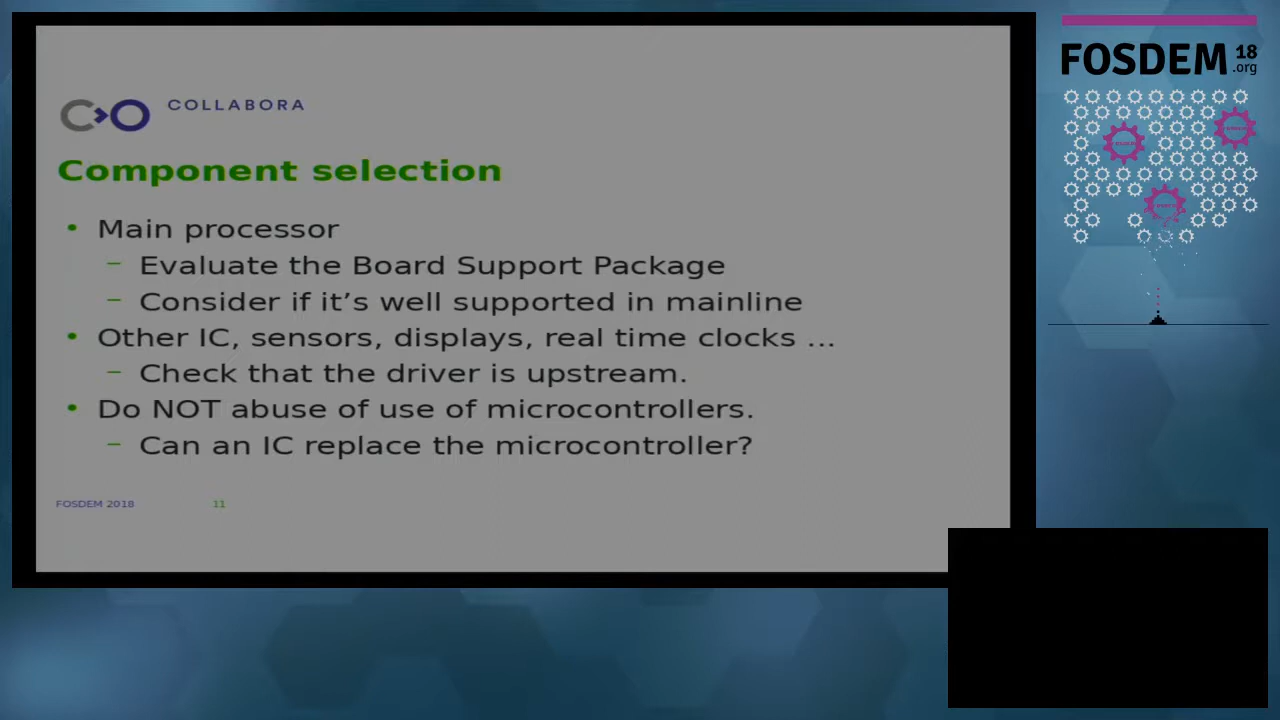 COLLABORA
Component selection
• Main processor
– Evaluate the Board Support Package
– Consider if it’s well supported in mainline
• Other IC, sensors, displays, real time clocks ...
– Check that the driver is upstream.
• Do NOT abuse of use of microcontrollers.
– Can an IC replace the microcontroller?
FOSDEM 2018 11
FOSDEM 18
.org